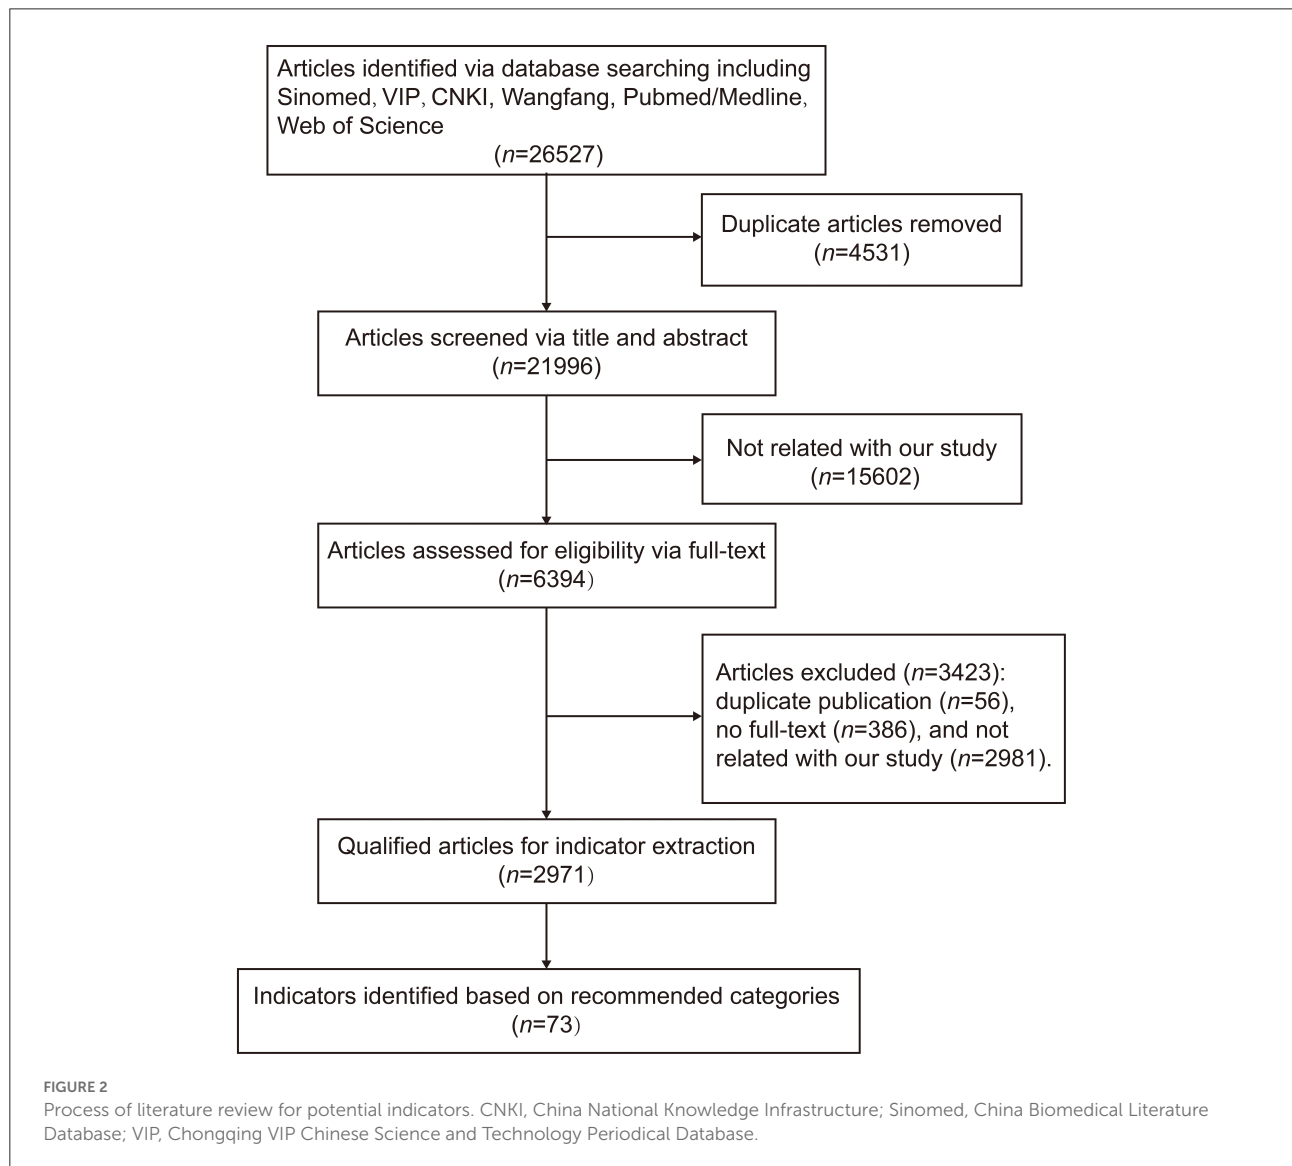 Articles identified via database searching including
Sinomed, VIP, CNKI, Wangfang, Pubmed/Medline,
Web of Science
(n=26527)
Duplicate articles removed
(n=4531)
Articles screened via title and abstract
(n=21996)
Not related with our study
(n=15602)
Articles assessed for eligibility via full-text
(n=6394)
Articles excluded (n=3423):
duplicate publication (n=56),
no full-text (n=386), and not
related with our study (n=2981).
Qualified articles for indicator extraction
(n=2971)
Indicators identified based on recommended categories
(n=73)
FIGURE 2
Process of literature review for potential indicators. CNKI, China National Knowledge Infrastructure; Sinomed, China Biomedical Literature
Database; VIP, Chongqing VIP Chinese Science and Technology Periodical Database.